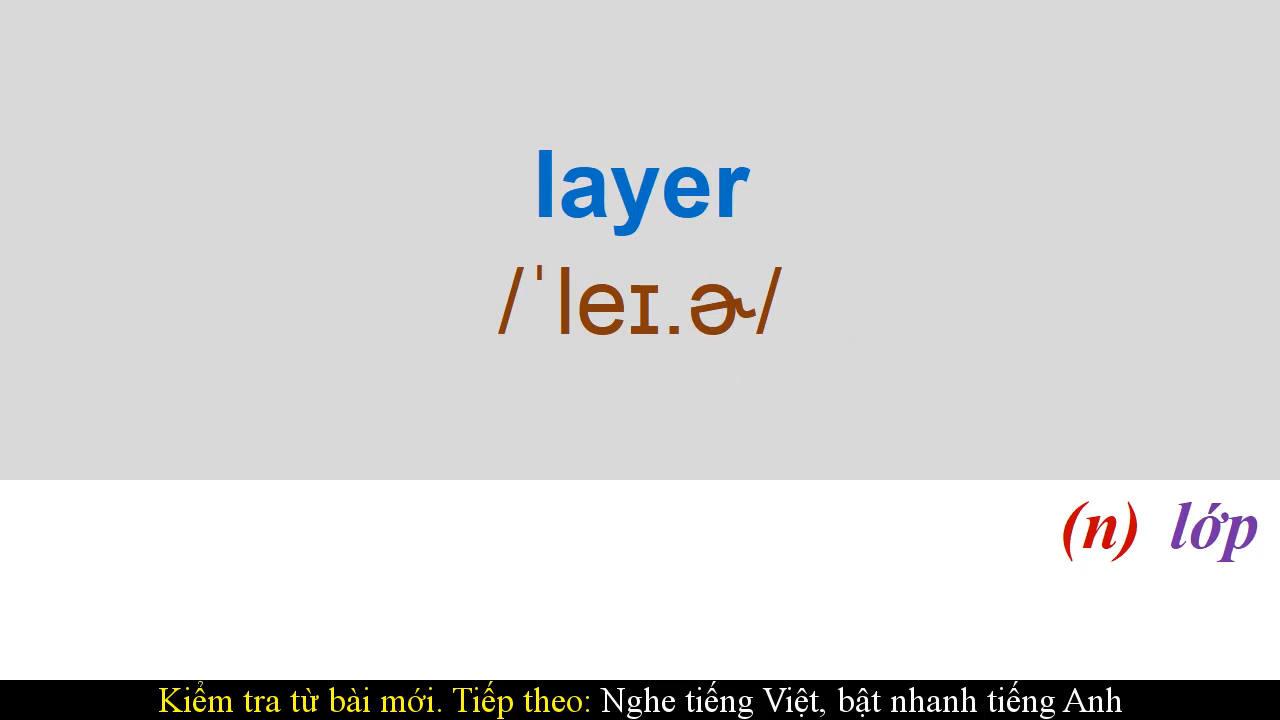 layer
/ˈleɪ.ɚ/
(n) lớp
Kiểm tra từ bài mới. Tiếp theo: Nghe tiếng Việt, bật nhanh tiếng Anh